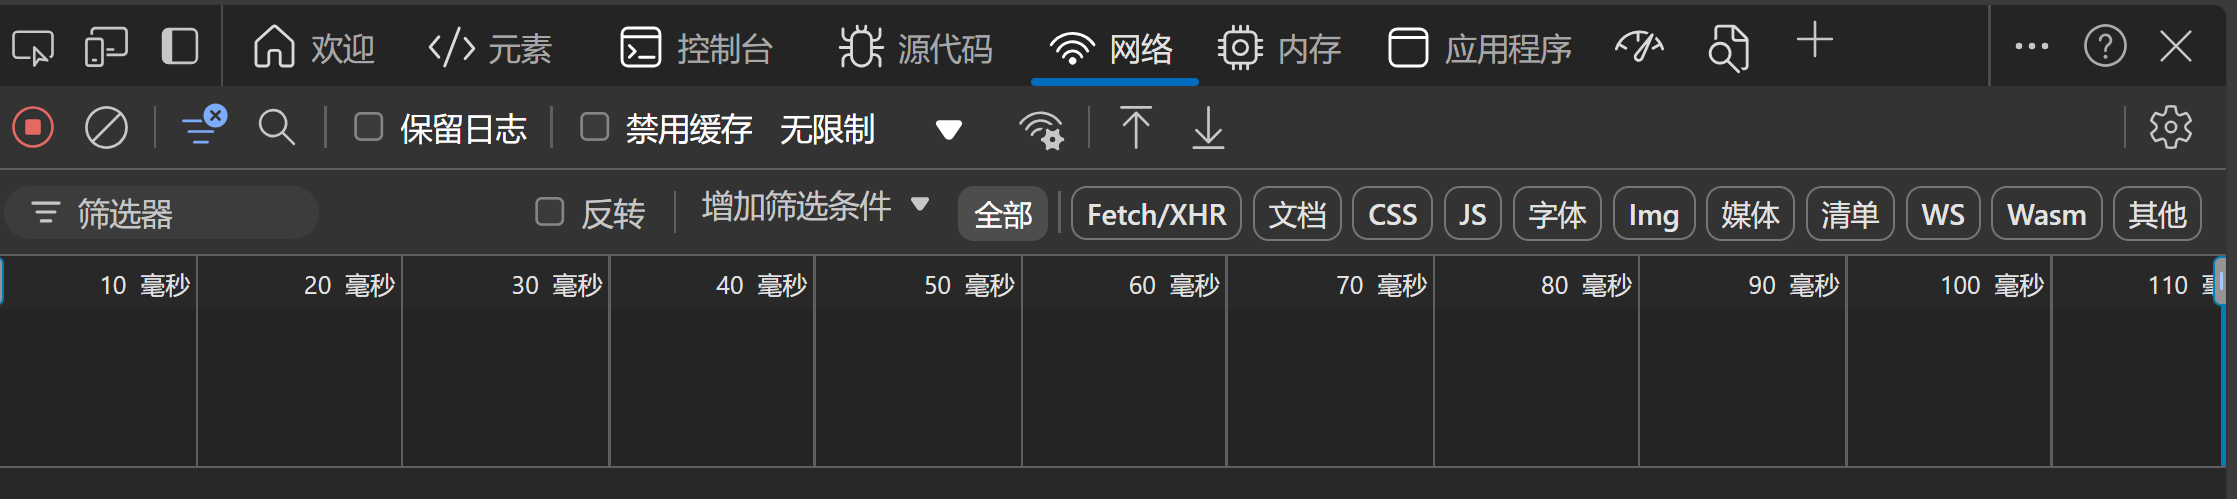 欢迎 元素 控制台 源代码 网络 内存 应用程序
保留日志 禁用缓存 无限制
筛选器 反转 增加筛选条件 全部 Fetch/XHR 文档 CSS JS 字体 Img 媒体 清单 WS Wasm 其他
10 毫秒 20 毫秒 30 毫秒 40 毫秒 50 毫秒 60 毫秒 70 毫秒 80 毫秒 90 毫秒 100 毫秒 110